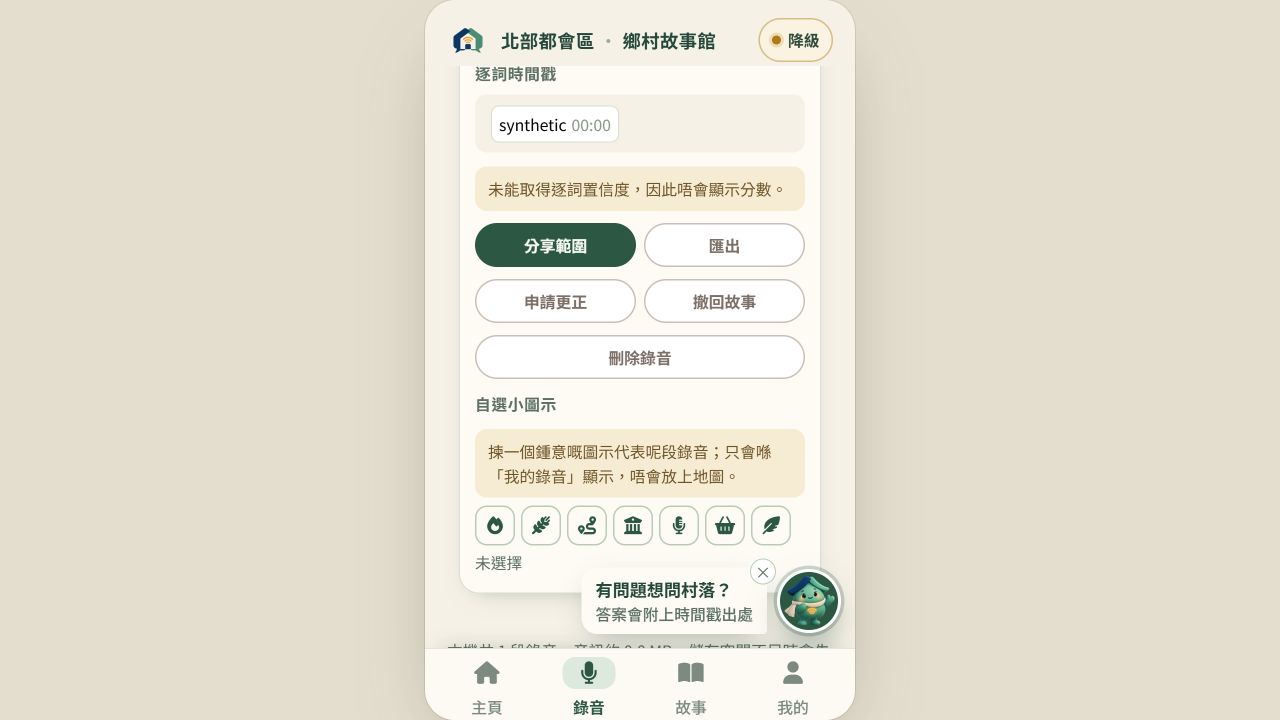 北部都會區 • 鄉村故事館
降級
逐詞時間戳
synthetic 00:00
未能取得逐詞置信度，因此唔會顯示分數。
分享範圍
匯出
申請更正
撤回故事
刪除錄音
自選小圖示
揀一個鍾意嘅圖示代表呢段錄音；只會喺
「我的錄音」顯示，唔會放上地圖。
未選擇
有問題想問村落？
答案會附上時間戳出處
主頁
錄音
故事
我的